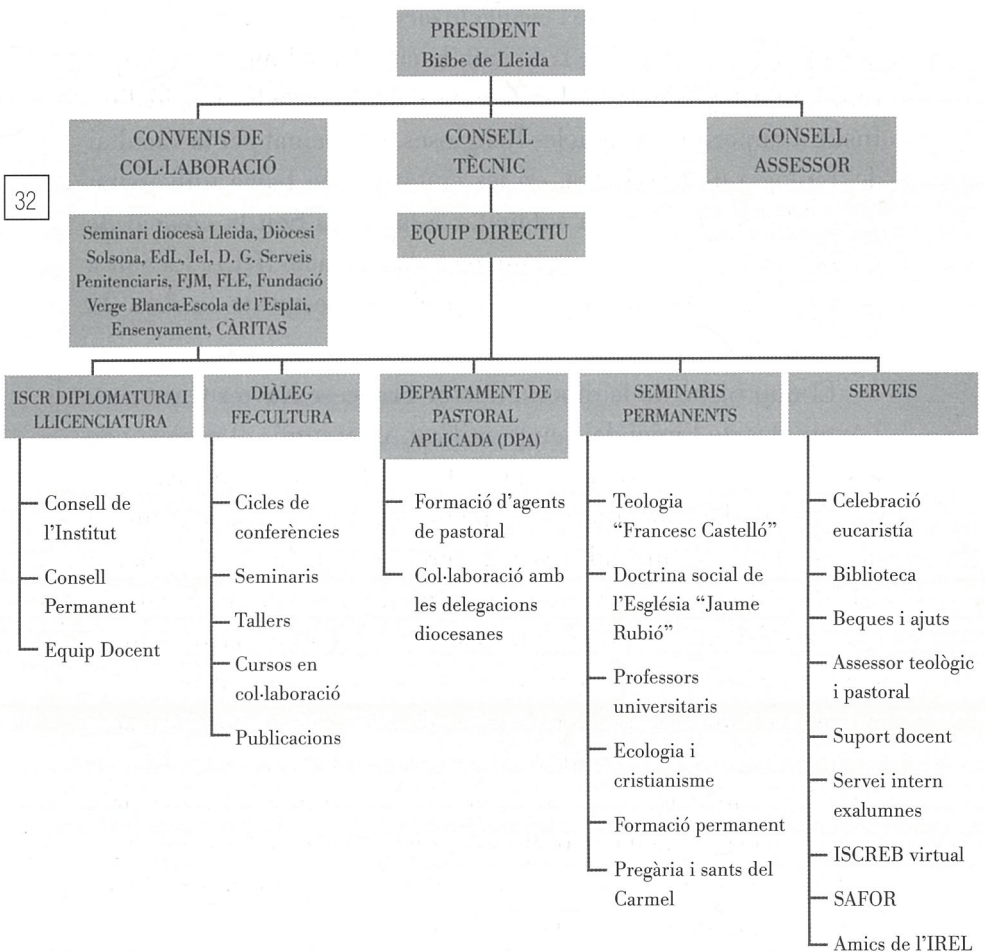 PRESIDENT
Bisbe de Lleida
CONVENIS DE
COL·LABORACIÓ
CONSELL
TÈCNIC
CONSELL
ASSESSOR
32
Seminari diocesà Lleida, Diòcesi
Solsona, EdL, IeI, D. G. Serveis
Penitenciaris, FJM, FLE, Fundació
Verge Blanca-Escola de l'Esplai,
Ensenyament, CÀRITAS
EQUIP DIRECTIU
ISCR DIPLOMATURA I
LLICENCIATURA
Consell de
l'Institut
Consell
Permanent
Equip Docent
DIÀLEG
FE-CULTURA
Cicles de
conferències
Seminaris
Tallers
Cursos en
col·laboració
Publicacions
DEPARTAMENT DE
PASTORAL
APLICADA (DPA)
Formació d'agents
de pastoral
Col·laboració amb
les delegacions
diocesanes
SEMINARIS
PERMANENTS
Teologia
“Francesc Castelló”
Doctrina social de
l'Església “Jaume
Rubió”
Professors
universitaris
Ecologia i
cristianisme
Formació permanent
Pregària i sants del
Carmel
SERVEIS
Celebració
eucaristía
Biblioteca
Beques i ajuts
Assessor teològic
i pastoral
Suport docent
Servei intern
exalumnes
ISCREB virtual
SAFOR
Amics de l'IREL